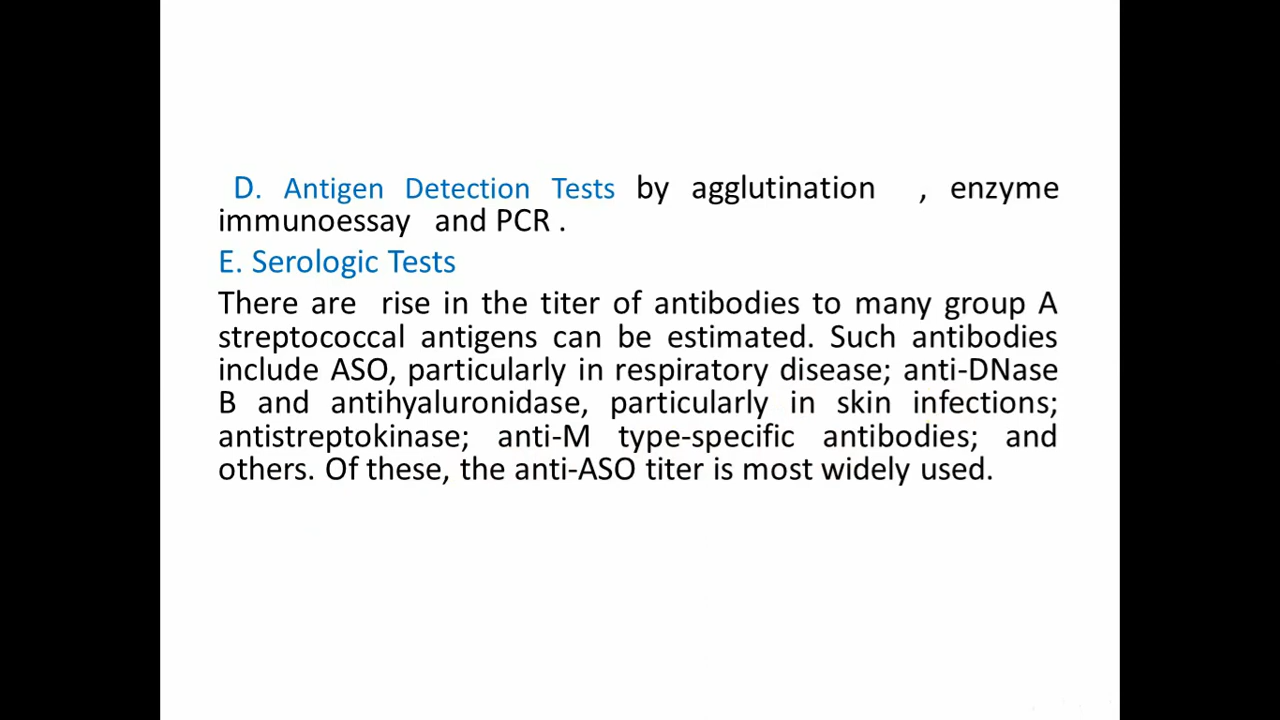 D. Antigen Detection Tests by agglutination , enzyme
immunoessay and PCR .
E. Serologic Tests
There are rise in the titer of antibodies to many group A
streptococcal antigens can be estimated. Such antibodies
include ASO, particularly in respiratory disease; anti-DNase
B and antihyaluronidase, particularly in skin infections;
antistreptokinase; anti-M type-specific antibodies; and
others. Of these, the anti-ASO titer is most widely used.